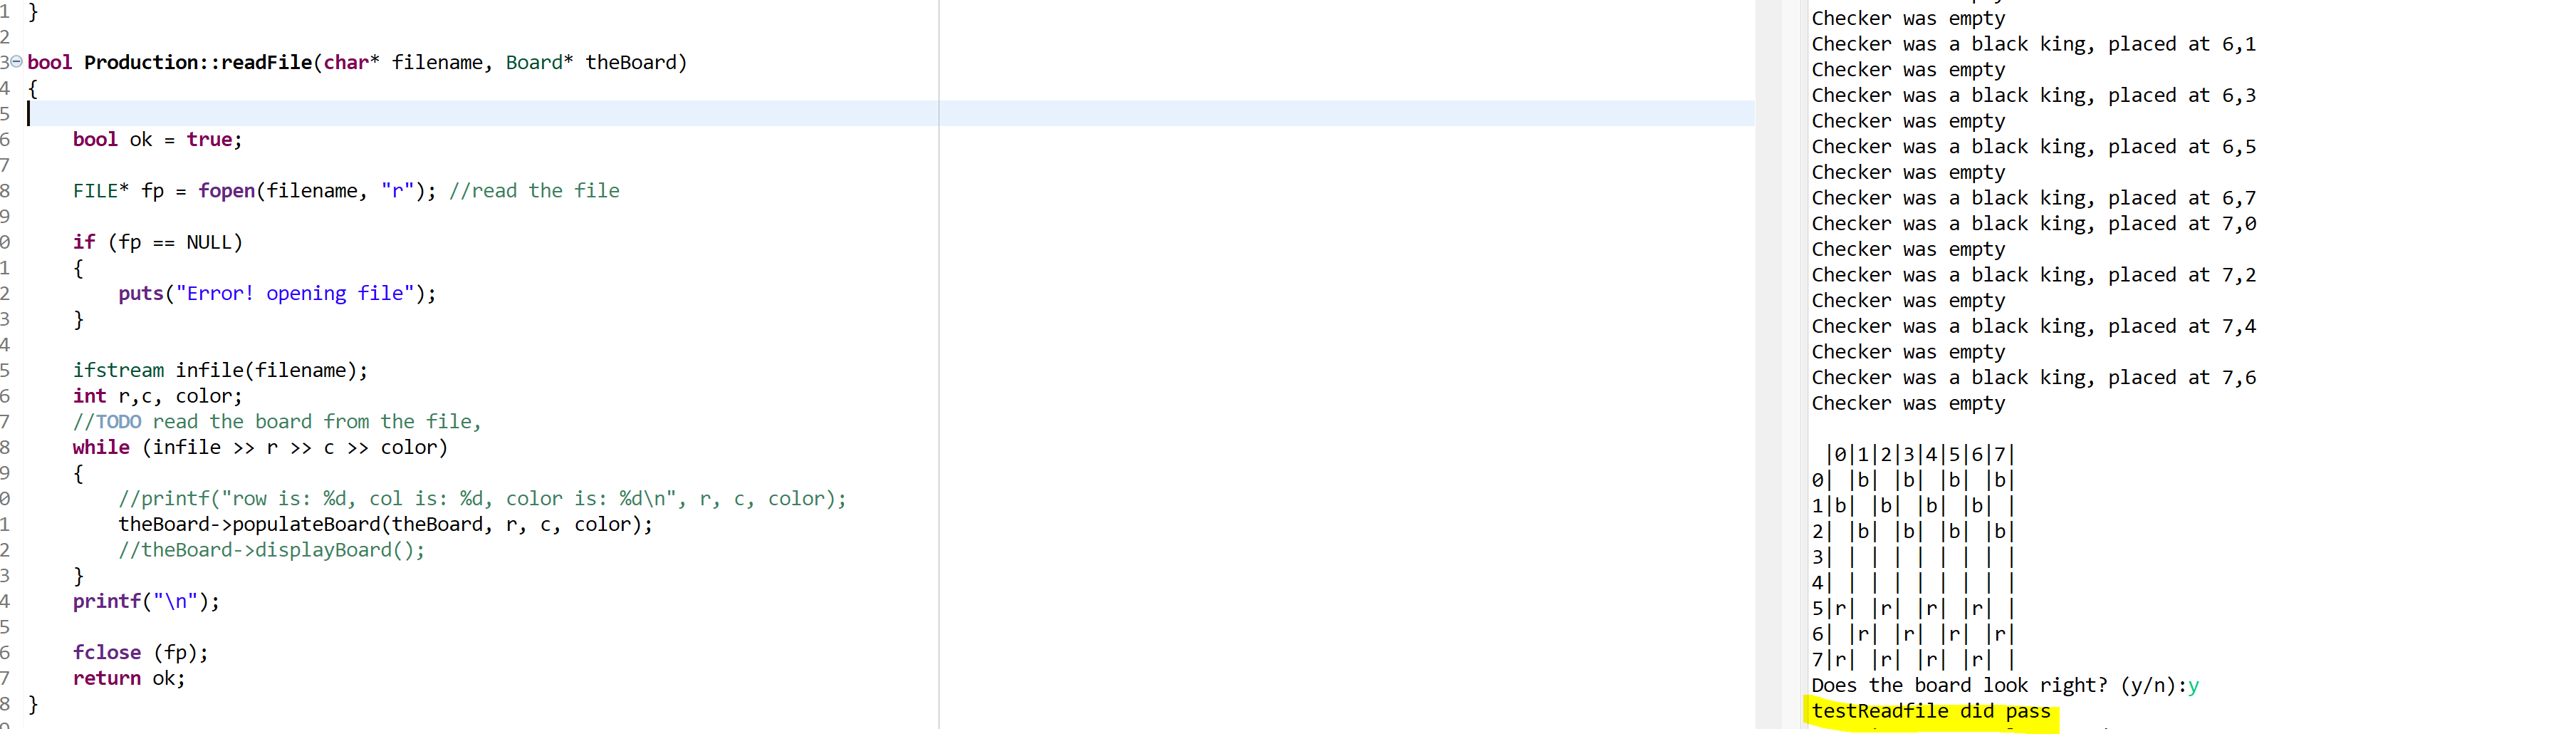 1 }
2
3 bool Production::readFile(char* filename, Board* theBoard)
4 {
5
6     bool ok = true;
7
8     FILE* fp = fopen(filename, "r"); //read the file
9
0     if (fp == NULL)
1     {
2         puts("Error! opening file");
3     }
4
5     ifstream infile(filename);
6     int r,c, color;
7     //TODO read the board from the file,
8     while (infile >> r >> c >> color)
9     {
0         //printf("row is: %d, col is: %d, color is: %d\n", r, c, color);
1         theBoard->populateBoard(theBoard, r, c, color);
2         //theBoard->displayBoard();
3     }
4     printf("\n");
5
6     fclose (fp);
7     return ok;
8 }
Checker was empty
Checker was a black king, placed at 6,1
Checker was empty
Checker was a black king, placed at 6,3
Checker was empty
Checker was a black king, placed at 6,5
Checker was empty
Checker was a black king, placed at 6,7
Checker was a black king, placed at 7,0
Checker was empty
Checker was a black king, placed at 7,2
Checker was empty
Checker was a black king, placed at 7,4
Checker was empty
Checker was a black king, placed at 7,6
Checker was empty
 |0|1|2|3|4|5|6|7|
0| |b| |b| |b| |b|
1|b| |b| |b| |b| |
2| |b| |b| |b| |b|
3| | | | | | | | |
4| | | | | | | | |
5|r| |r| |r| |r| |
6| |r| |r| |r| |r|
7|r| |r| |r| |r| |
Does the board look right? (y/n):y
testReadfile did pass